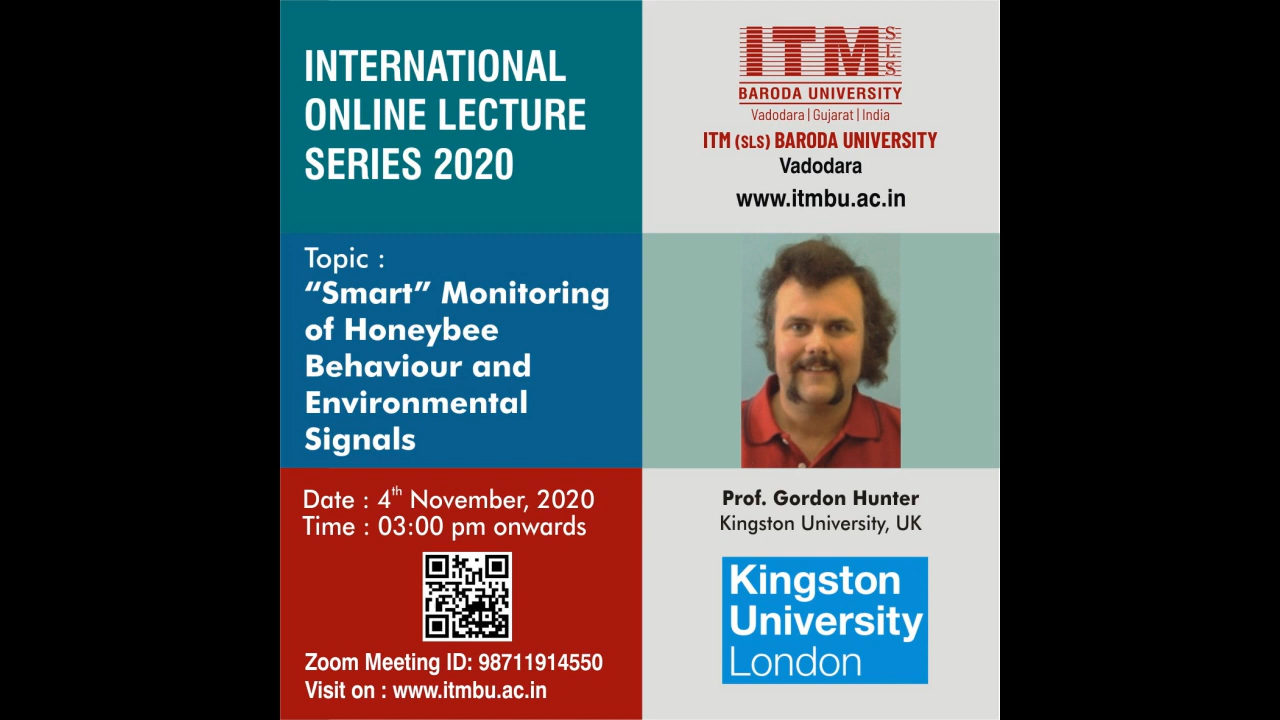 INTERNATIONAL
ONLINE LECTURE
SERIES 2020
ITM SLS
BARODA UNIVERSITY
Vadodara | Gujarat | India
ITM (SLS) BARODA UNIVERSITY
Vadodara
www.itmbu.ac.in
Topic :
“Smart” Monitoring
of Honeybee
Behaviour and
Environmental
Signals
Date : 4th November, 2020
Time : 03:00 pm onwards
Zoom Meeting ID: 98711914550
Visit on : www.itmbu.ac.in
Prof. Gordon Hunter
Kingston University, UK
Kingston
University
London